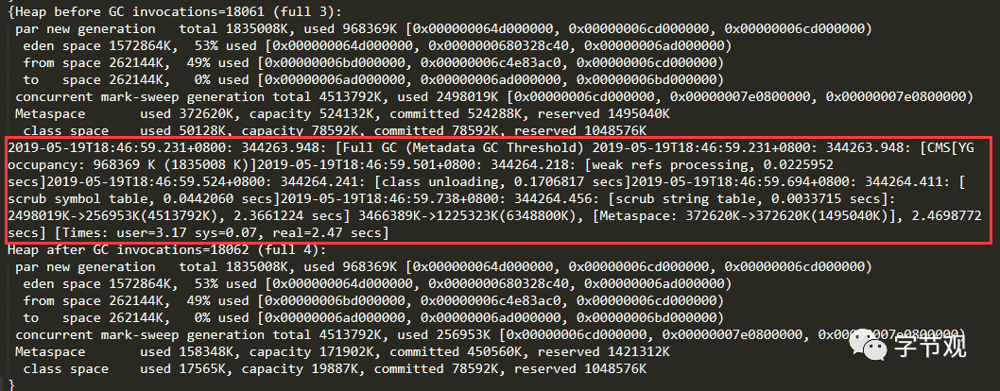 {Heap before GC invocations=18061 (full 3):
 par new generation   total 1835008K, used 968369K [0x000000064d000000, 0x00000006cd000000, 0x00000006cd000000)
  eden space 1572864K,  53% used [0x000000064d000000, 0x0000000680328c40, 0x00000006ad000000)
  from space 262144K,  49% used [0x00000006bd000000, 0x00000006c4e83ac0, 0x00000006cd000000)
  to   space 262144K,   0% used [0x00000006ad000000, 0x00000006ad000000, 0x00000006bd000000)
 concurrent mark-sweep generation total 4513792K, used 2498019K [0x00000006cd000000, 0x00000007e0800000, 0x00000007e0800000)
 Metaspace       used 372620K, capacity 524132K, committed 524288K, reserved 1495040K
  class space    used 50128K, capacity 78592K, committed 78592K, reserved 1048576K
2019-05-19T18:46:59.231+0800: 344263.948: [Full GC (Metadata GC Threshold) 2019-05-19T18:46:59.231+0800: 344263.948: [CMS[YG
occupancy: 968369 K (1835008 K)]2019-05-19T18:46:59.501+0800: 344264.218: [weak refs processing, 0.0225952
secs]2019-05-19T18:46:59.524+0800: 344264.241: [class unloading, 0.1706817 secs]2019-05-19T18:46:59.694+0800: 344264.411: [
scrub symbol table, 0.0442060 secs]2019-05-19T18:46:59.738+0800: 344264.456: [scrub string table, 0.0033715 secs]:
2498019K->256953K(4513792K), 2.3661224 secs] 3466389K->1225323K(6348800K), [Metaspace: 372620K->372620K(1495040K)], 2.4698772
secs] [Times: user=3.17 sys=0.07, real=2.47 secs]
Heap after GC invocations=18062 (full 4):
 par new generation   total 1835008K, used 968369K [0x000000064d000000, 0x00000006cd000000, 0x00000006cd000000)
  eden space 1572864K,  53% used [0x000000064d000000, 0x0000000680328c40, 0x00000006ad000000)
  from space 262144K,  49% used [0x00000006bd000000, 0x00000006c4e83ac0, 0x00000006cd000000)
  to   space 262144K,   0% used [0x00000006ad000000, 0x00000006ad000000, 0x00000006bd000000)
 concurrent mark-sweep generation total 4513792K, used 256953K [0x00000006cd000000, 0x00000007e0800000, 0x00000007e0800000)
 Metaspace       used 158348K, capacity 171902K, committed 450560K, reserved 1421312K
  class space    used 17565K, capacity 19887K, committed 78592K, reserved 1048576K
}
字节观